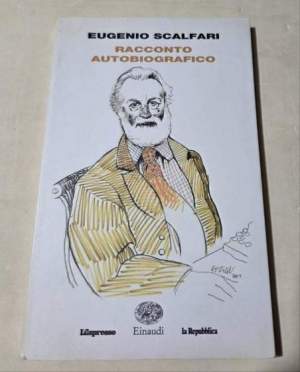 EUGENIO SCALFARI
RACCONTO
AUTOBIOGRAFICO
L'Espresso
Einaudi
la Repubblica